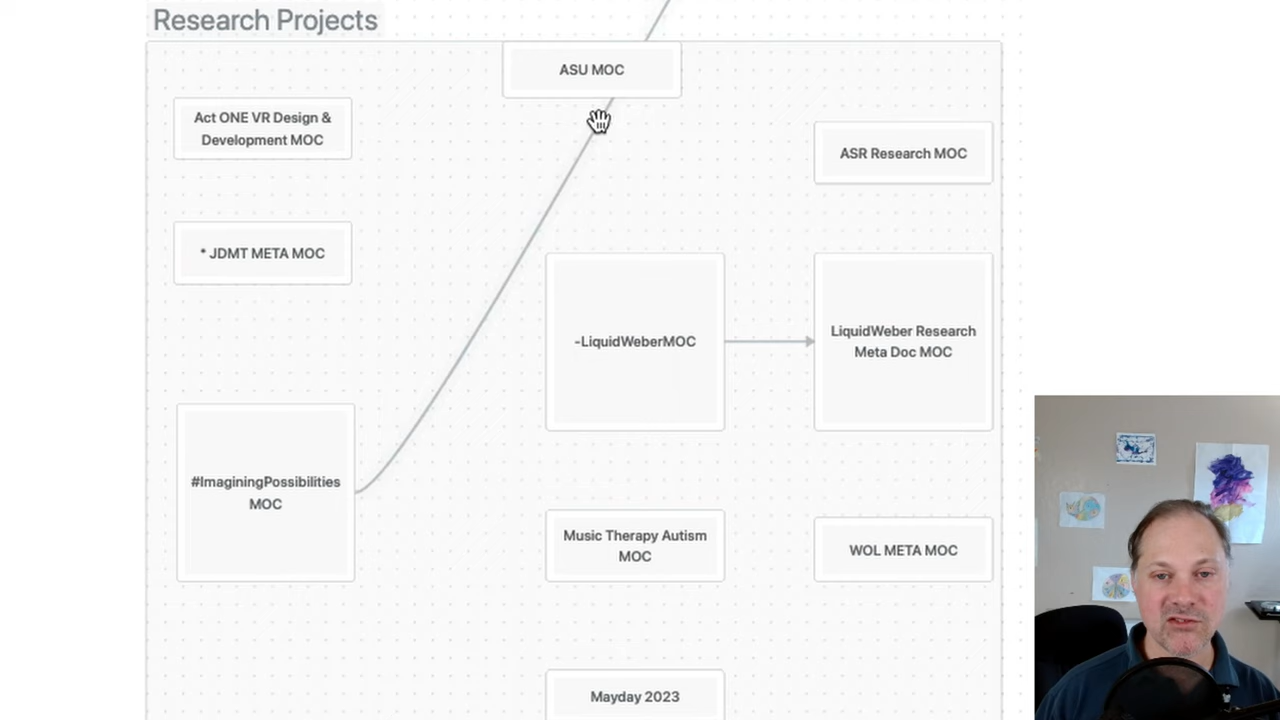 Research Projects
ASU MOC
Act ONE VR Design &
Development MOC
ASR Research MOC
* JDMT META MOC
-LiquidWeberMOC
LiquidWeber Research
Meta Doc MOC
#ImaginingPossibilities
MOC
Music Therapy Autism
MOC
WOL META MOC
Mayday 2023